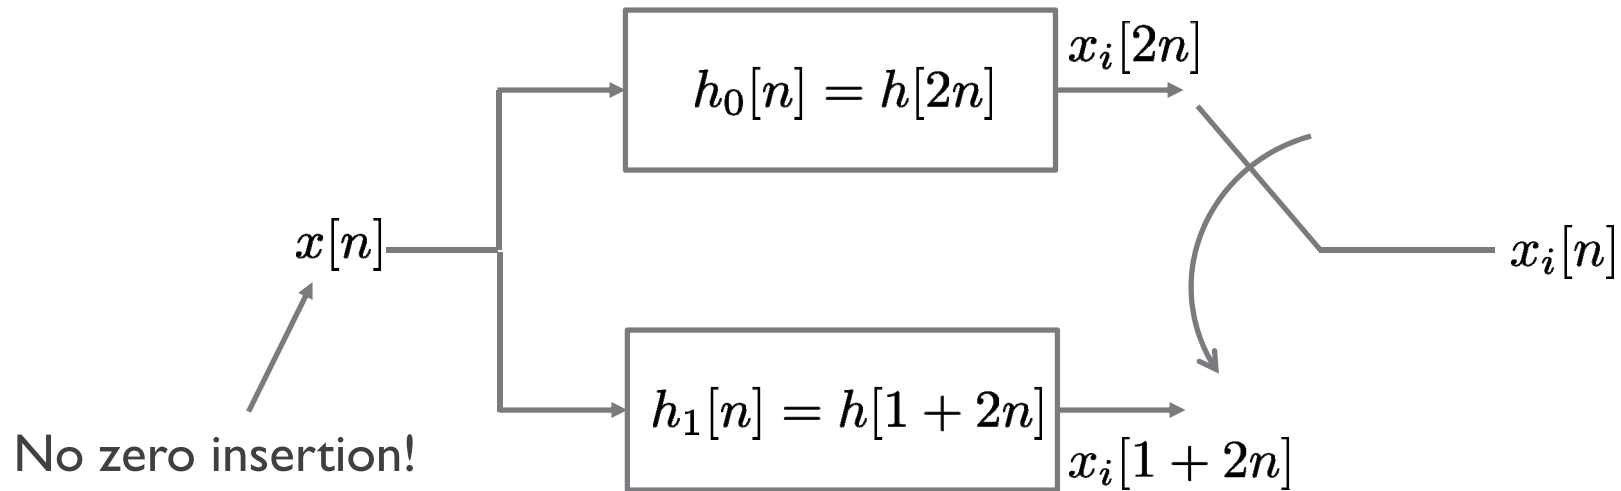 x_i[2n]
h_0[n] = h[2n]
x[n]
x_i[n]
h_1[n] = h[1 + 2n]
No zero insertion!
x_i[1 + 2n]